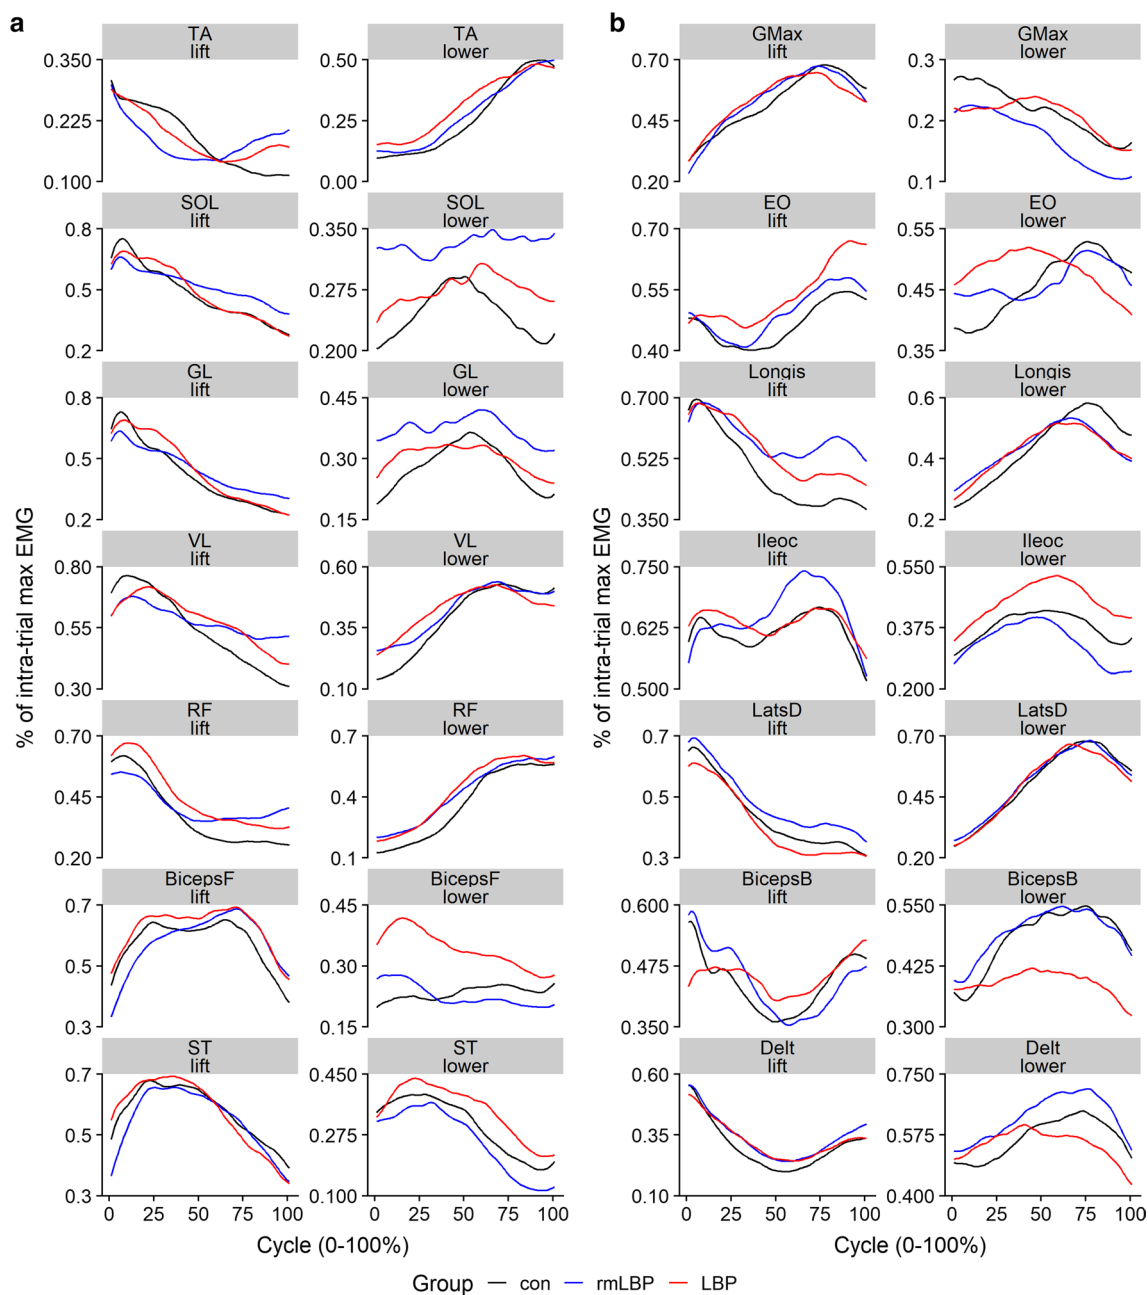 a
b
TA
lift
TA
lower
GMax
lift
GMax
lower
0.350
0.225
0.100
0.50
0.25
0.00
0.70
0.45
0.20
0.3
0.2
0.1
SOL
lift
SOL
lower
EO
lift
EO
lower
0.8
0.5
0.2
0.350
0.275
0.200
0.70
0.55
0.40
0.55
0.45
0.35
GL
lift
GL
lower
Longis
lift
Longis
lower
0.8
0.5
0.2
0.45
0.30
0.15
0.700
0.525
0.350
0.6
0.4
0.2
VL
lift
VL
lower
Ileoc
lift
Ileoc
lower
0.80
0.55
0.30
0.60
0.35
0.10
0.750
0.625
0.500
0.550
0.375
0.200
RF
lift
RF
lower
LatsD
lift
LatsD
lower
0.70
0.45
0.20
0.7
0.4
0.1
0.7
0.5
0.3
0.7
0.5
0.3
BicepsF
lift
BicepsF
lower
BicepsB
lift
BicepsB
lower
0.7
0.5
0.3
0.45
0.30
0.15
0.600
0.475
0.350
0.550
0.425
0.300
ST
lift
ST
lower
Delt
lift
Delt
lower
0.7
0.5
0.3
0.450
0.275
0.100
0.60
0.35
0.10
0.750
0.575
0.400
0 25 50 75 100
0 25 50 75 100
0 25 50 75 100
0 25 50 75 100
% of intra-trial max EMG
% of intra-trial max EMG
Cycle (0-100%)
Cycle (0-100%)
Group con rmLBP LBP